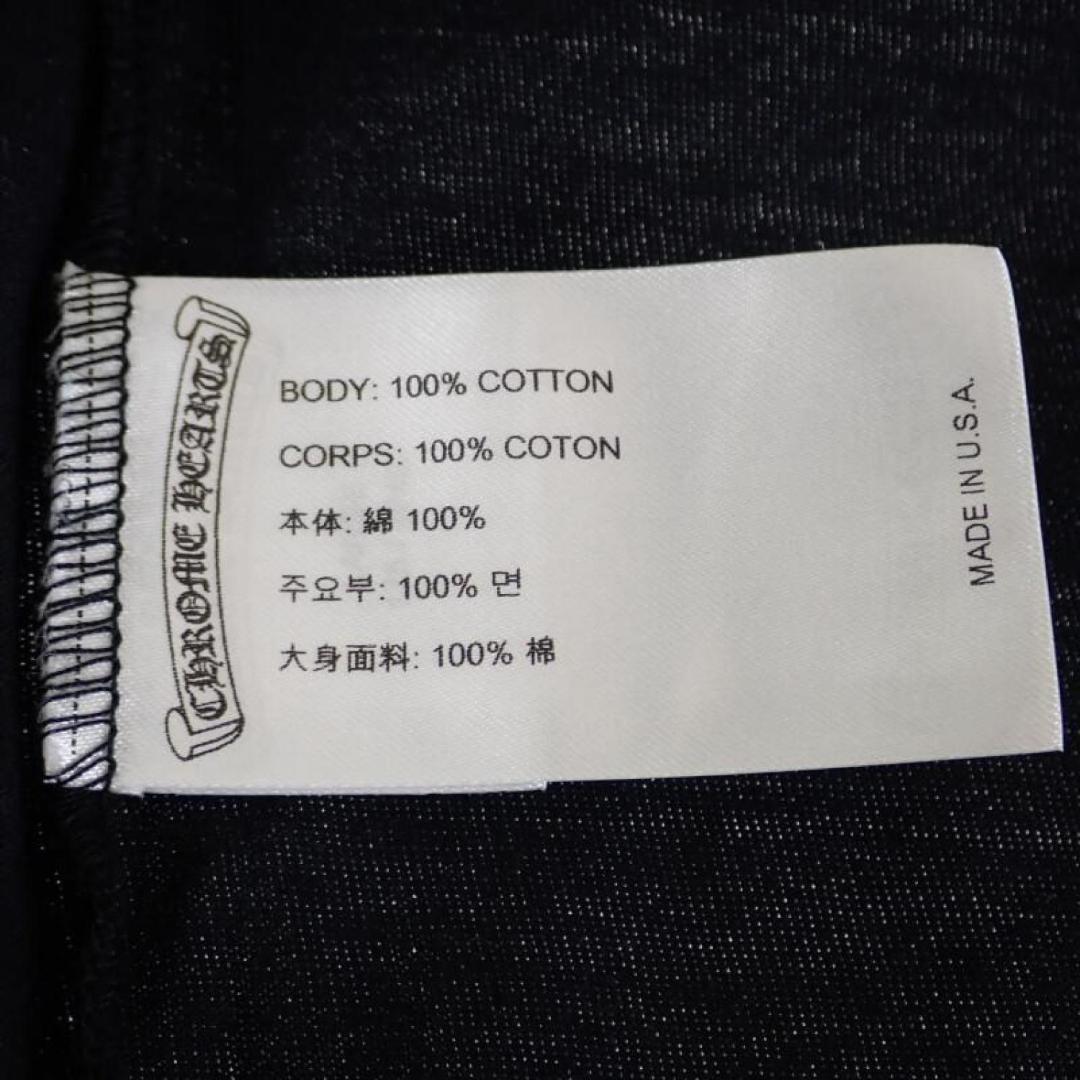 CHROME HEARTS
BODY: 100% COTTON
CORPS: 100% COTON
本体: 綿 100%
주요부: 100% 면
大身面料: 100% 棉
MADE IN U.S.A.